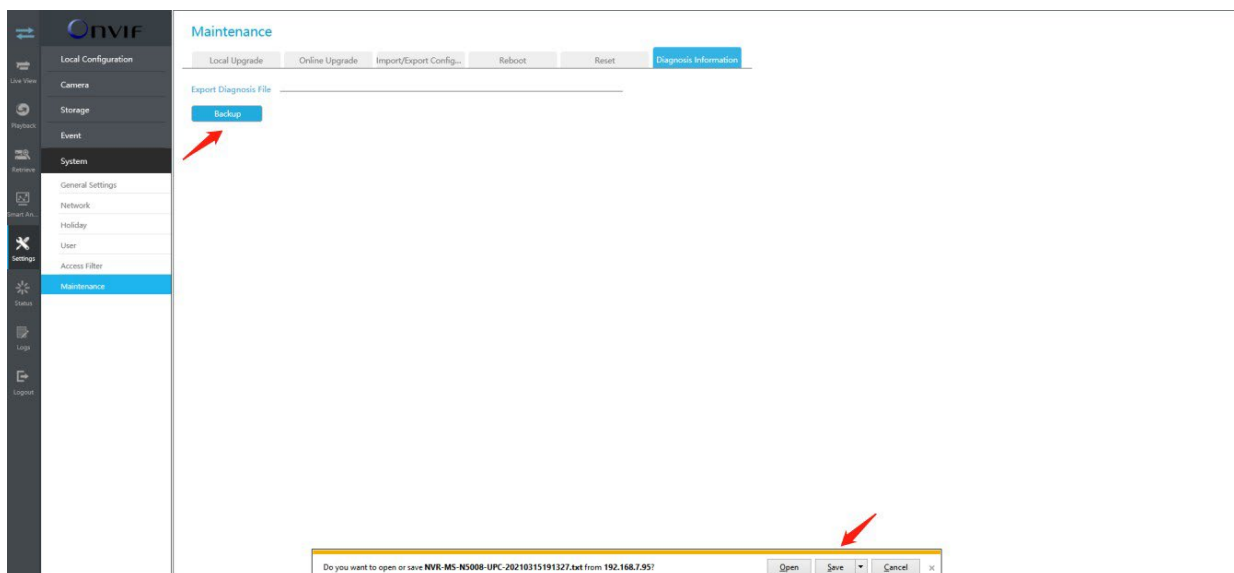 Onvif
Maintenance
Local Configuration
Local Upgrade
Online Upgrade
Import/Export Config...
Reboot
Reset
Diagnosis Information
Live View
Camera
Export Diagnosis File
Storage
Backup
Playback
Event
Retrieve
System
General Settings
Network
Smart An...
Holiday
User
Settings
Access Filter
Maintenance
Status
Logs
Logout
Do you want to open or save NVR-MS-N5008-UPC-20210315191327.txt from 192.168.7.95?
Open
Save
Cancel
x